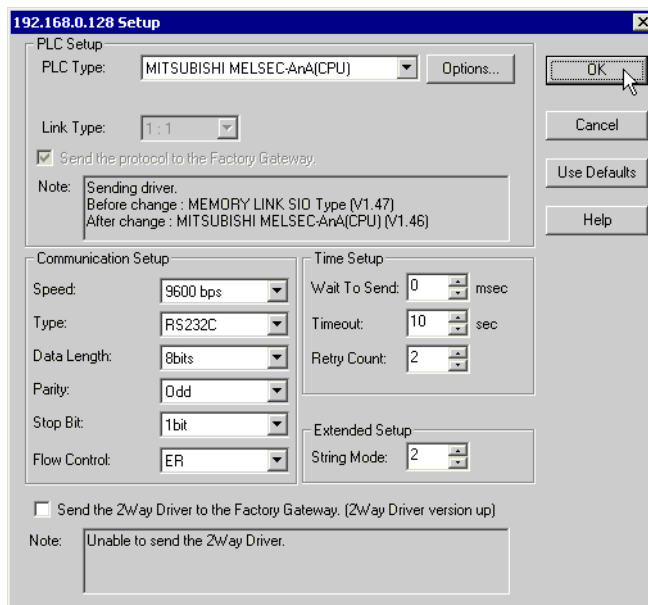 192.168.0.128 Setup
PLC Setup
PLC Type: MITSUBISHI MELSEC-AnA(CPU) Options... OK
Link Type: 1 : 1 Cancel
Send the protocol to the Factory Gateway.
Use Defaults
Note: Sending driver.
Before change : MEMORY LINK SIO Type (V1.47)
After change : MITSUBISHI MELSEC-AnA(CPU) (V1.46)
Help
Communication Setup
Speed: 9600 bps
Type: RS232C
Data Length: 8bits
Parity: Odd
Stop Bit: 1bit
Flow Control: ER
Time Setup
Wait To Send: 0 msec
Timeout: 10 sec
Retry Count: 2
Extended Setup
String Mode: 2
Send the 2Way Driver to the Factory Gateway. (2Way Driver version up)
Note: Unable to send the 2Way Driver.